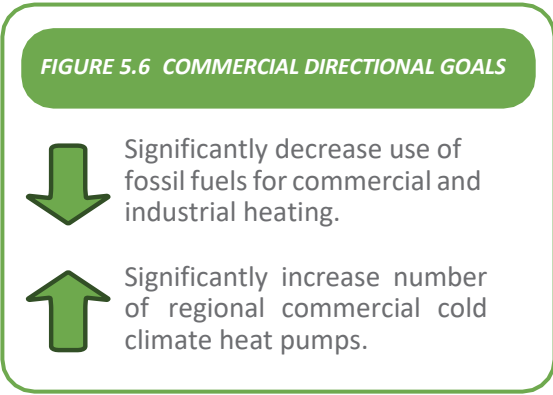 FIGURE 5.6 COMMERCIAL DIRECTIONAL GOALS
Significantly decrease use of
fossil fuels for commercial and
industrial heating.
Significantly increase number
of regional commercial cold
climate heat pumps.